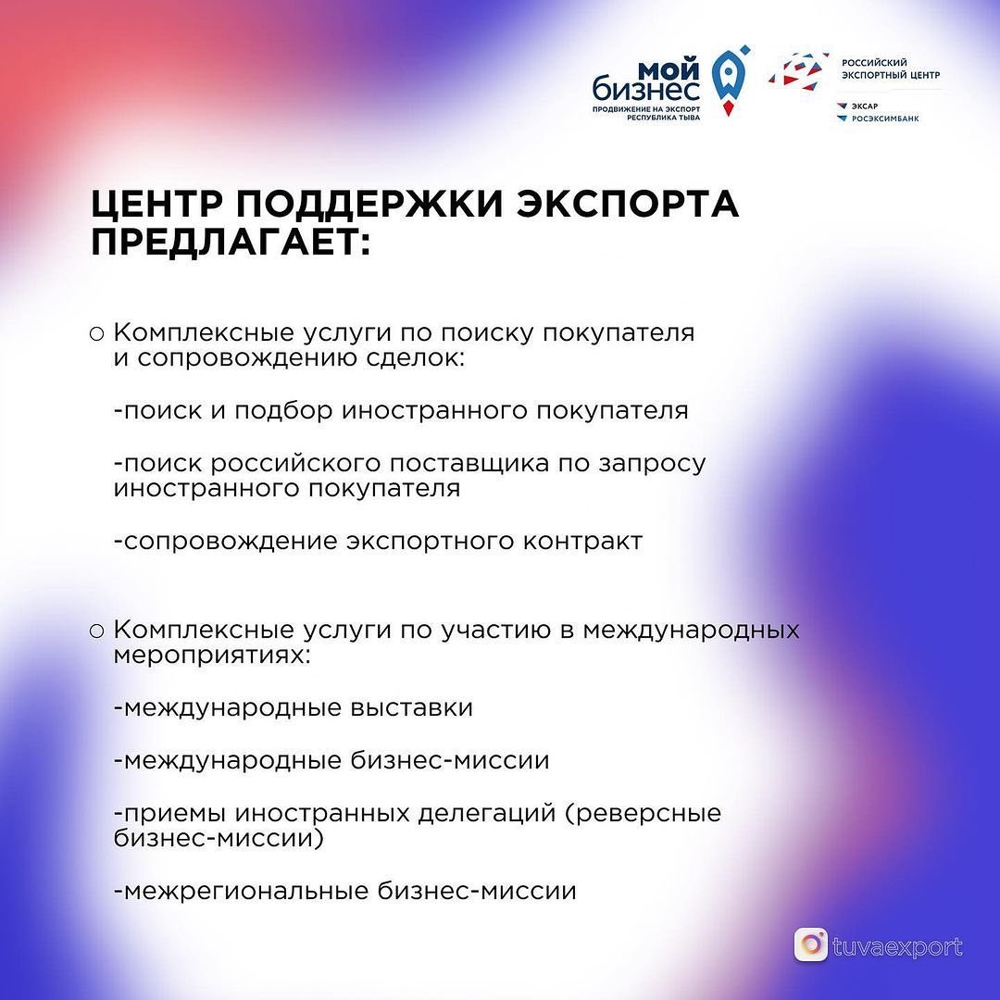 МОЙ
бизнес
ПРОДВИЖЕНИЕ НА ЭКСПОРТ
РЕСПУБЛИКА ТЫВА
РОССИЙСКИЙ
ЭКСПОРТНЫЙ ЦЕНТР
ЭКСАР
РОСЭКСИМБАНК
ЦЕНТР ПОДДЕРЖКИ ЭКСПОРТА
ПРЕДЛАГАЕТ:
Комплексные услуги по поиску покупателя
и сопровождению сделок:
-поиск и подбор иностранного покупателя
-поиск российского поставщика по запросу
иностранного покупателя
-сопровождение экспортного контракт
Комплексные услуги по участию в международных
мероприятиях:
-международные выставки
-международные бизнес-миссии
-приемы иностранных делегаций (реверсные
бизнес-миссии)
-межрегиональные бизнес-миссии
tuvaexport